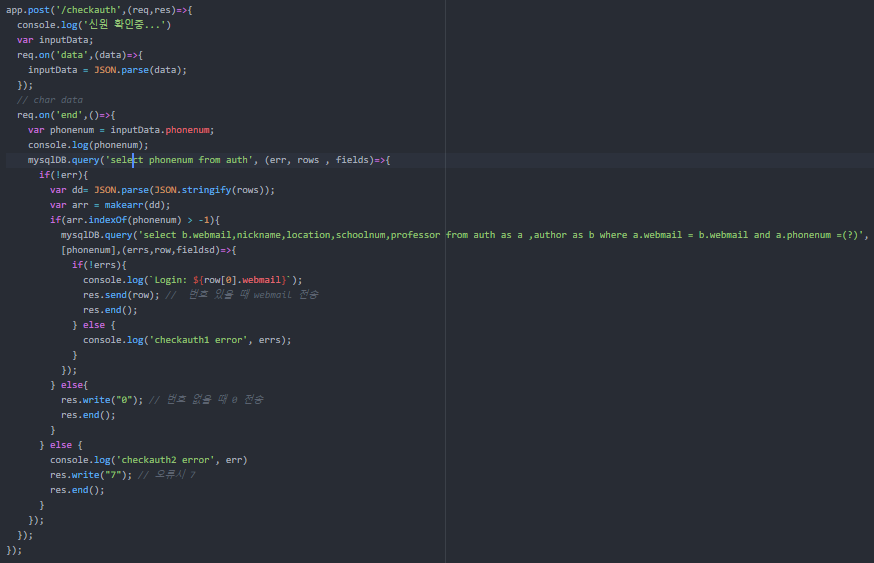 app.post('/checkauth',(req,res)=>{
  console.log('신원 확인중...')
  var inputData;
  req.on('data',(data)=>{
    inputData = JSON.parse(data);
  });
  // char data
  req.on('end',()=>{
    var phonenum = inputData.phonenum;
    console.log(phonenum);
    mysqlDB.query('select phonenum from auth', (err, rows , fields)=>{
      if(!err){
        var dd= JSON.parse(JSON.stringify(rows));
        var arr = makearr(dd);
        if(arr.indexOf(phonenum) > -1){
          mysqlDB.query('select b.webmail,nickname,location,schoolnum,professor from auth as a ,author as b where a.webmail = b.webmail and a.phonenum =(?)',
          [phonenum],(errs,row,fieldsd)=>{
            if(!errs){
              console.log(`Login: ${row[0].webmail}`);
              res.send(row); //  번호 있을 때 webmail 전송
              res.end();
            } else {
              console.log('checkauth1 error', errs);
            }
          });
        } else{
          res.write("0"); // 번호 없을 때 0 전송
          res.end();
        }
      } else {
        console.log('checkauth2 error', err)
        res.write("7"); // 오류시 7
        res.end();
      }
    });
  });
});